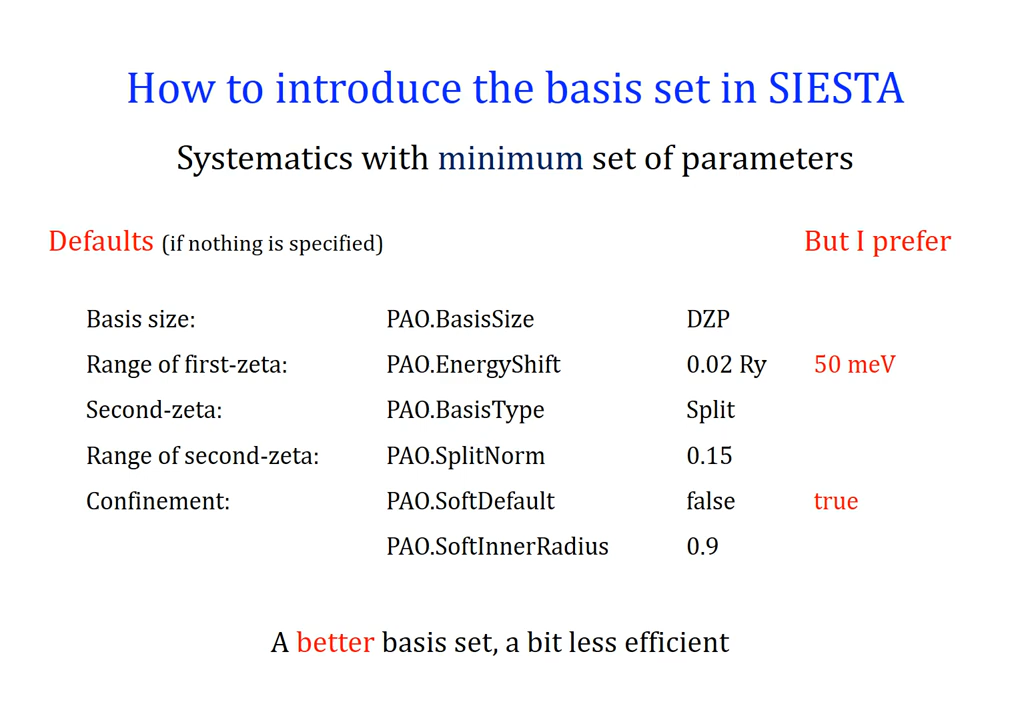 How to introduce the basis set in SIESTA
Systematics with minimum set of parameters
Defaults (if nothing is specified) But I prefer
Basis size: PAO.BasisSize DZP
Range of first-zeta: PAO.EnergyShift 0.02 Ry 50 meV
Second-zeta: PAO.BasisType Split
Range of second-zeta: PAO.SplitNorm 0.15
Confinement: PAO.SoftDefault false true
PAO.SoftInnerRadius 0.9
A better basis set, a bit less efficient